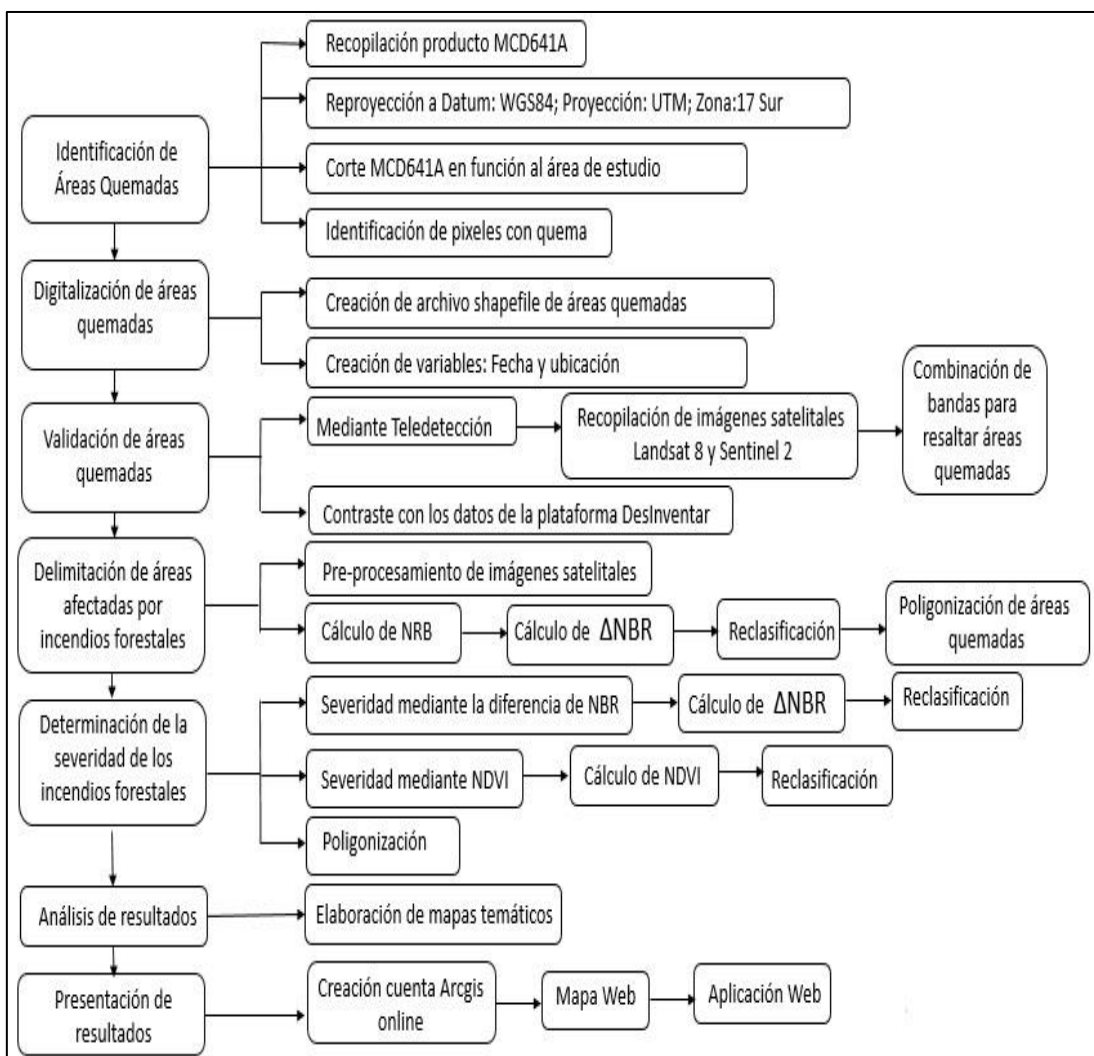 Identificación de
Áreas Quemadas
Recopilación producto MCD641A
Reproyección a Datum: WGS84; Proyección: UTM; Zona:17 Sur
Corte MCD641A en función al área de estudio
Identificación de pixeles con quema
Digitalización de áreas
quemadas
Creación de archivo shapefile de áreas quemadas
Creación de variables: Fecha y ubicación
Validación de áreas
quemadas
Mediante Teledetección
Recopilación de imágenes satelitales
Landsat 8 y Sentinel 2
Combinación de
bandas para
resaltar áreas
quemadas
Contraste con los datos de la plataforma DesInventar
Delimitación de áreas
afectadas por
incendios forestales
Pre-procesamiento de imágenes satelitales
Cálculo de NRB
Cálculo de ΔNBR
Reclasificación
Poligonización de áreas
quemadas
Determinación de la
severidad de los
incendios forestales
Severidad mediante la diferencia de NBR
Cálculo de ΔNBR
Reclasificación
Severidad mediante NDVI
Cálculo de NDVI
Reclasificación
Poligonización
Análisis de resultados
Elaboración de mapas temáticos
Presentación de
resultados
Creación cuenta Arcgis
online
Mapa Web
Aplicación Web